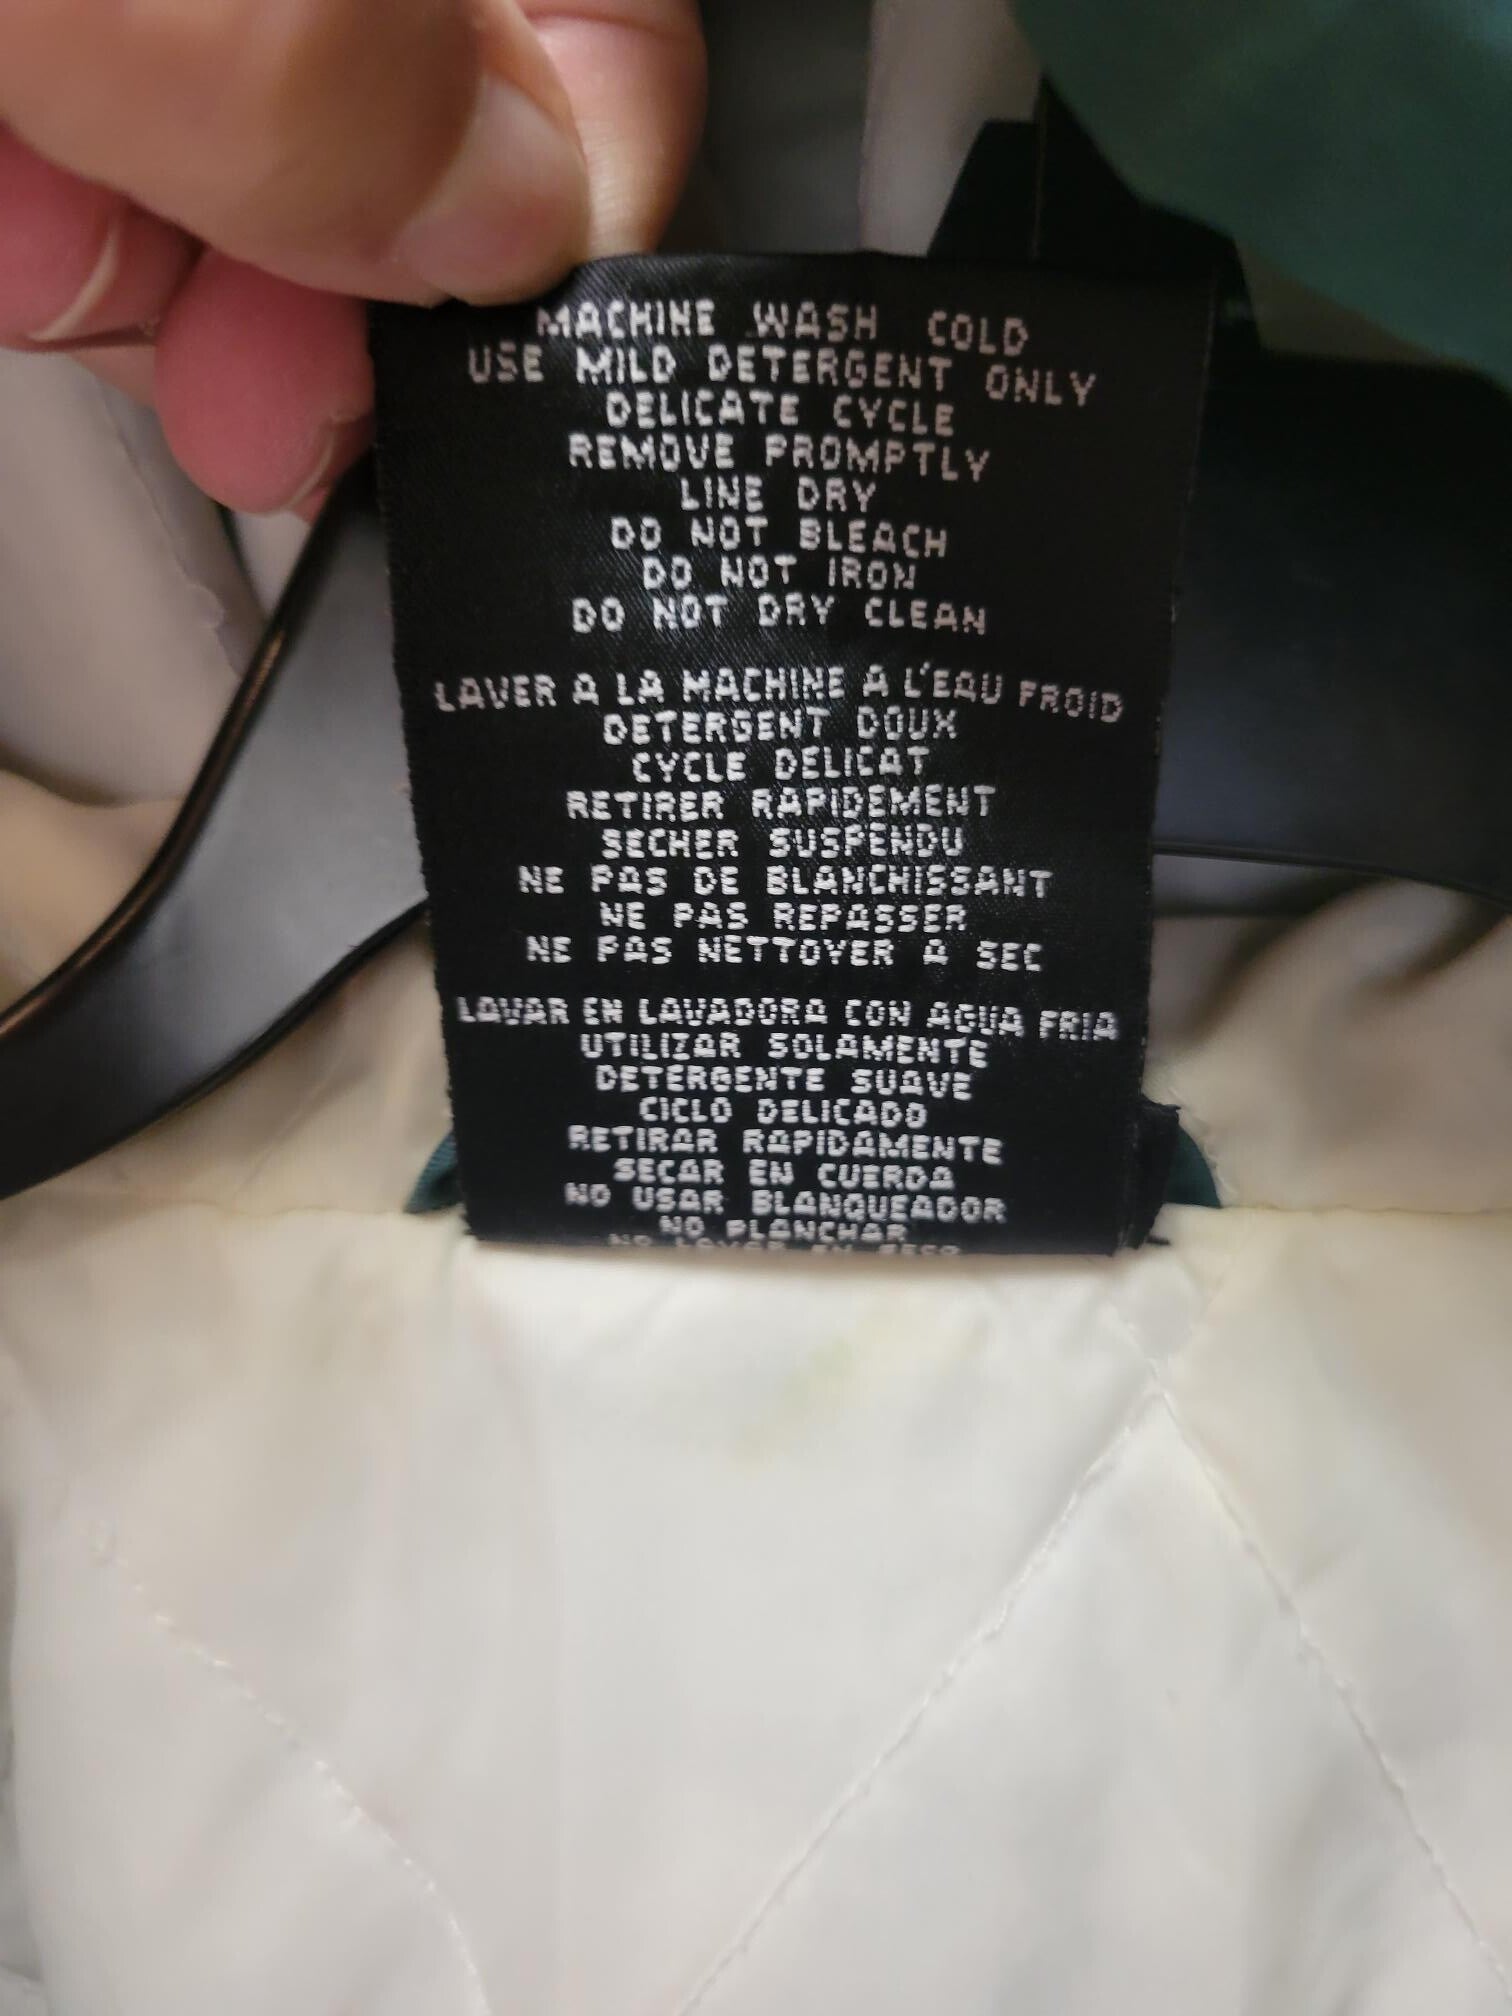 MACHINE WASH COLD
USE MILD DETERGENT ONLY
DELICATE CYCLE
REMOVE PROMPTLY
LINE DRY
DO NOT BLEACH
DO NOT IRON
DO NOT DRY CLEAN
LAVER A LA MACHINE A L'EAU FROID
DETERGENT DOUX
CYCLE DELICAT
RETIRER RAPIDEMENT
SECHER SUSPENDU
NE PAS DE BLANCHISSANT
NE PAS REPASSER
NE PAS NETTOYER A SEC
LAVAR EN LAVADORA CON AGUA FRIA
UTILIZAR SOLAMENTE
DETERGENTE SUAVE
CICLO DELICADO
RETIRAR RAPIDAMENTE
SECAR EN CUERDA
NO USAR BLANQUEADOR
NO PLANCHAR